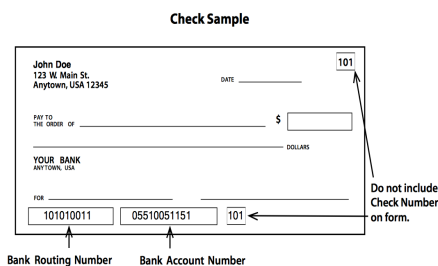 Check Sample
101
John Doe
123 W. Main St.
Anytown, USA 12345
DATE
PAY TO
THE ORDER OF
$
DOLLARS
YOUR BANK
ANYTOWN, USA
FOR
101010011 05510051151 101
Do not include
Check Number
on form.
Bank Routing Number Bank Account Number